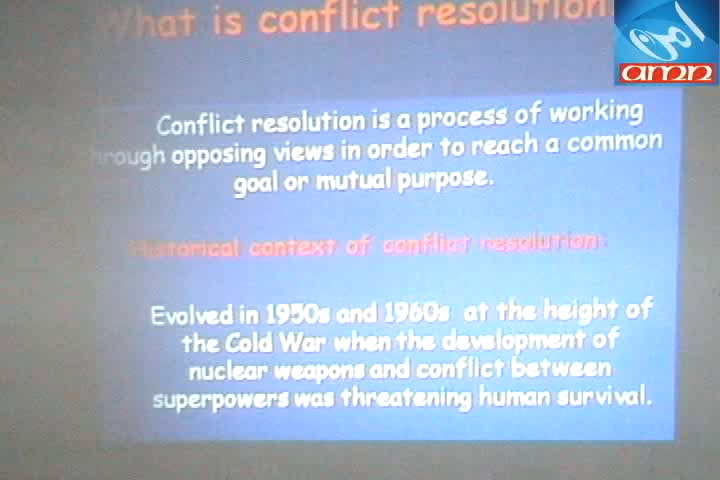 What is conflict resolution
amn
Conflict resolution is a process of working
through opposing views in order to reach a common
goal or mutual purpose.
Historical context of conflict resolution:
Evolved in 1950s and 1960s at the height of
the Cold War when the development of
nuclear weapons and conflict between
superpowers was threatening human survival.